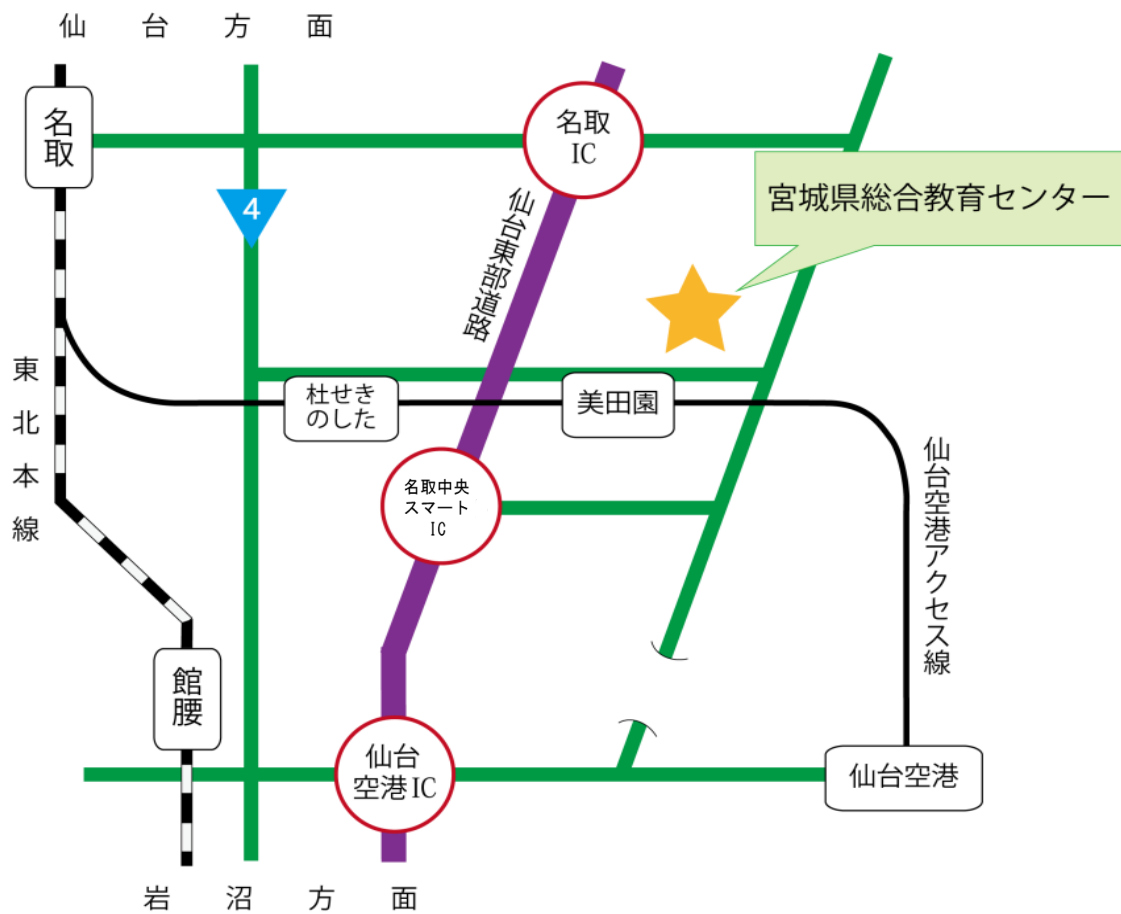 仙台方面
名取
名取
IC
4
宮城県総合教育センター
仙台東部道路
東北本線
杜せき
のした
美田園
名取中央
スマート
IC
仙台空港アクセス線
館腰
仙台
空港IC
仙台空港
岩沼方面